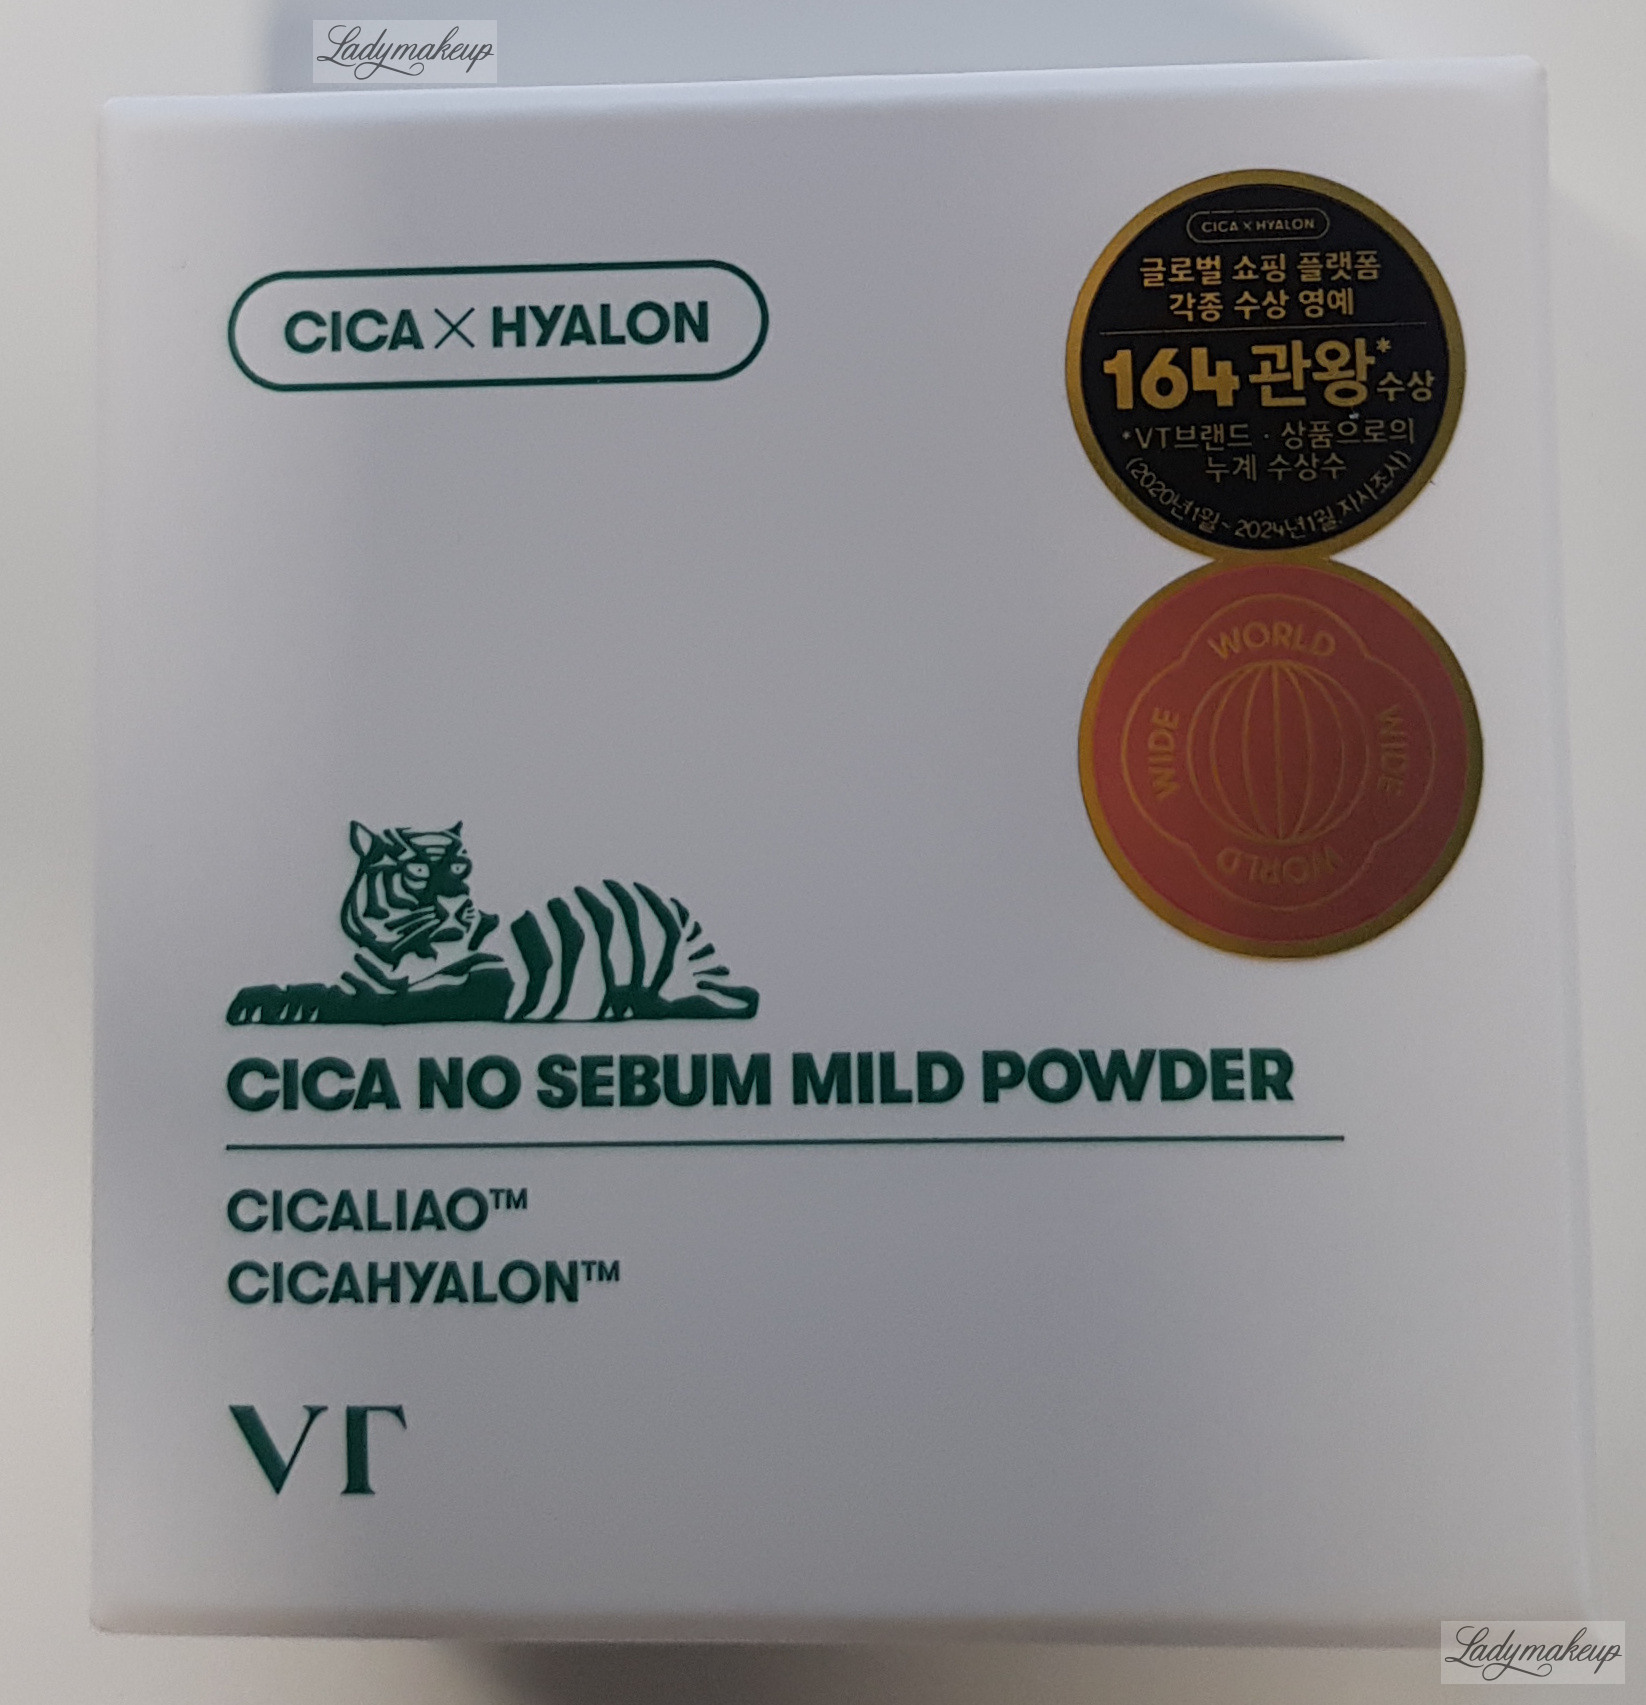 Ladymakeup
CICA X HYALON
CICA X HYALON
글로벌 쇼핑 플랫폼
각종 수상 영예
164관왕* 수상
*VT브랜드 · 상품으로의
누계 수상수
(2020년1월~2024년1월.자사조사)
WORLD
WIDE
WIDE
WORLD
CICA NO SEBUM MILD POWDER
CICALIAO™
CICAHYALON™
VT
Ladymakeup